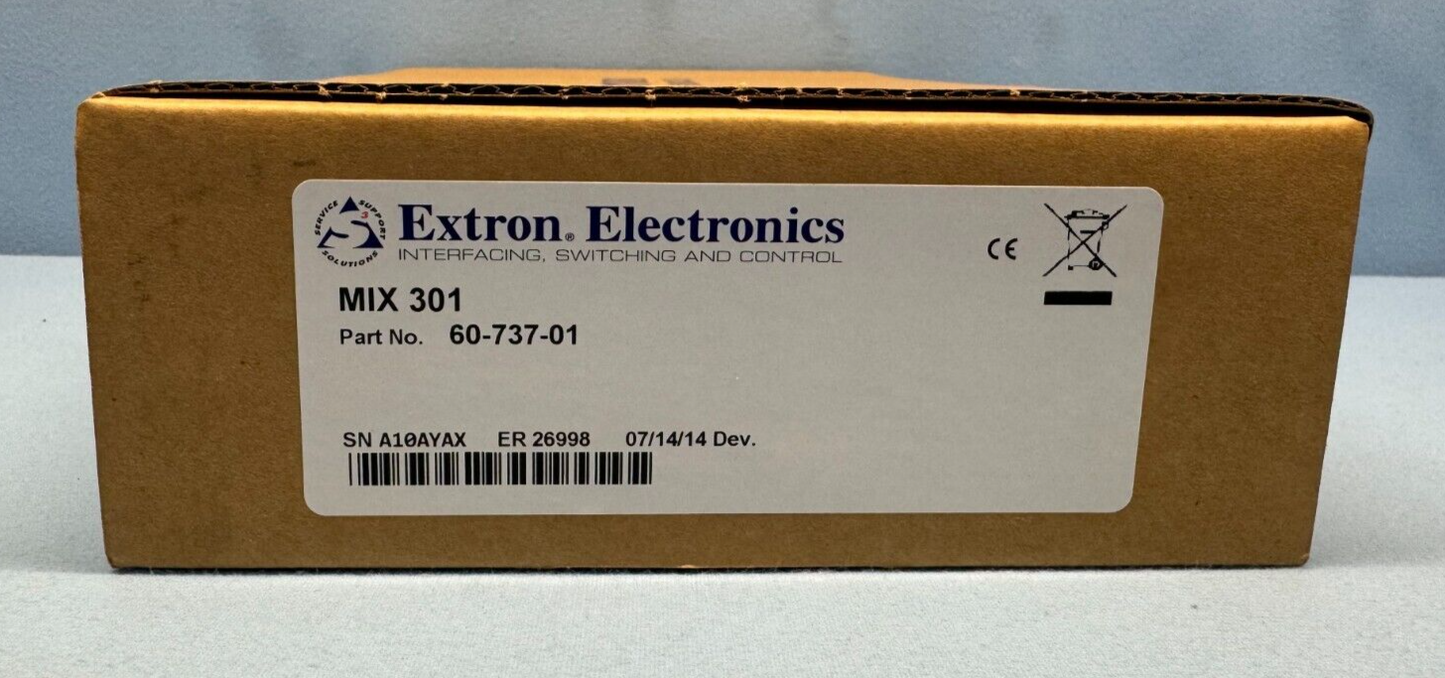 SERVICE SUPPORT SOLUTIONS
S3
Extron® Electronics
INTERFACING, SWITCHING AND CONTROL
CE
MIX 301
Part No. 60-737-01
SN A10AYAX ER 26998 07/14/14 Dev.